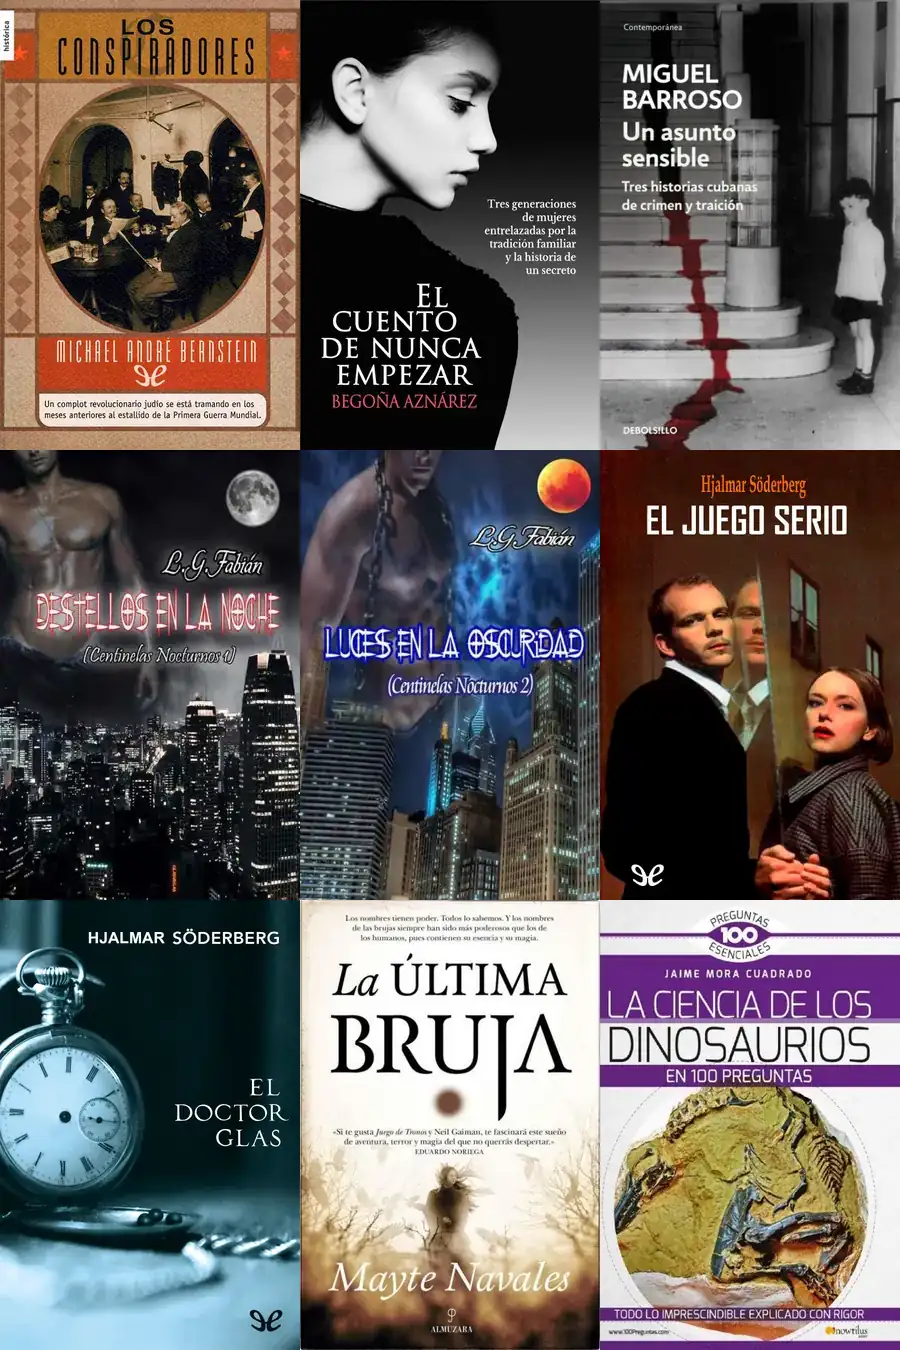 histórica
LOS
CONSPIRADORES
MICHAEL ANDRÉ BERNSTEIN
Un complot revolucionario judío se está tramando en los
meses anteriores al estallido de la Primera Guerra Mundial.
Tres generaciones
de mujeres
entrelazadas por la
tradición familiar
y la historia de
un secreto
EL
CUENTO
DE NUNCA
EMPEZAR
BEGOÑA AZNÁREZ
Contemporánea
MIGUEL
BARROSO
Un asunto
sensible
Tres historias cubanas
de crimen y traición
DEBOLS!LLO
L.G.Fabián
DESTELLOS EN LA NOCHE
(Centinelas Nocturnos 1)
L.G.Fabián
LUCES EN LA OSCURIDAD
(Centinelas Nocturnos 2)
Hjalmar Söderberg
EL JUEGO SERIO
HJALMAR SÖDERBERG
EL
DOCTOR
GLAS
Los nombres tienen poder. Todos lo sabemos. Y los nombres
de las brujas siempre han sido más poderosos que los de
los humanos, pues contienen su esencia y su magia.
La ÚLTIMA
BRUJA
«Si te gusta Juego de Tronos y Neil Gaiman, te fascinará este sueño
de aventura, terror y magia del que no querrás despertar.»
EDUARDO NORIEGA
Mayte Navales
ALMUZARA
PREGUNTAS
100
ESENCIALES
JAIME MORA CUADRADO
LA CIENCIA DE LOS
DINOSAURIOS
EN 100 PREGUNTAS
TODO LO IMPRESCINDIBLE EXPLICADO CON RIGOR
www.100Preguntas.com
nowtilus